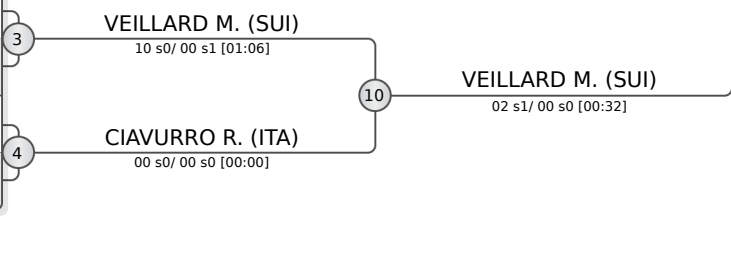 VEILLARD M. (SUI)
3
10 s0/ 00 s1 [01:06]
VEILLARD M. (SUI)
10
02 s1/ 00 s0 [00:32]
CIAVURRO R. (ITA)
4
00 s0/ 00 s0 [00:00]